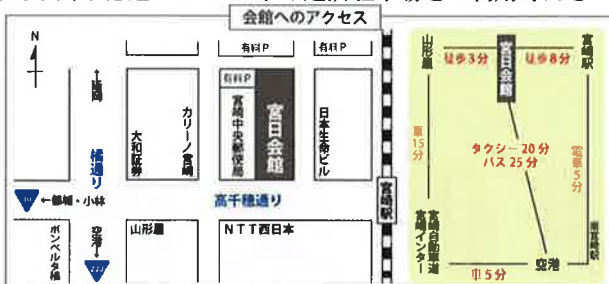 会館へのアクセス
N
有料P
有料P
有料P
宮崎中央郵便局
宮日会館
日本生命ビル
カリーノ宮崎
大和証券
橘通り
←都城・小林
高千穂通り
空港
ボンベルタ橘
山形屋
NTT西日本
宮崎駅
山形屋
徒歩3分
宮日会館
徒歩8分
宮崎駅
車15分
タクシー20分
バス25分
電車5分
宮崎自動車道
宮崎インター
車5分
空港
南宮崎駅